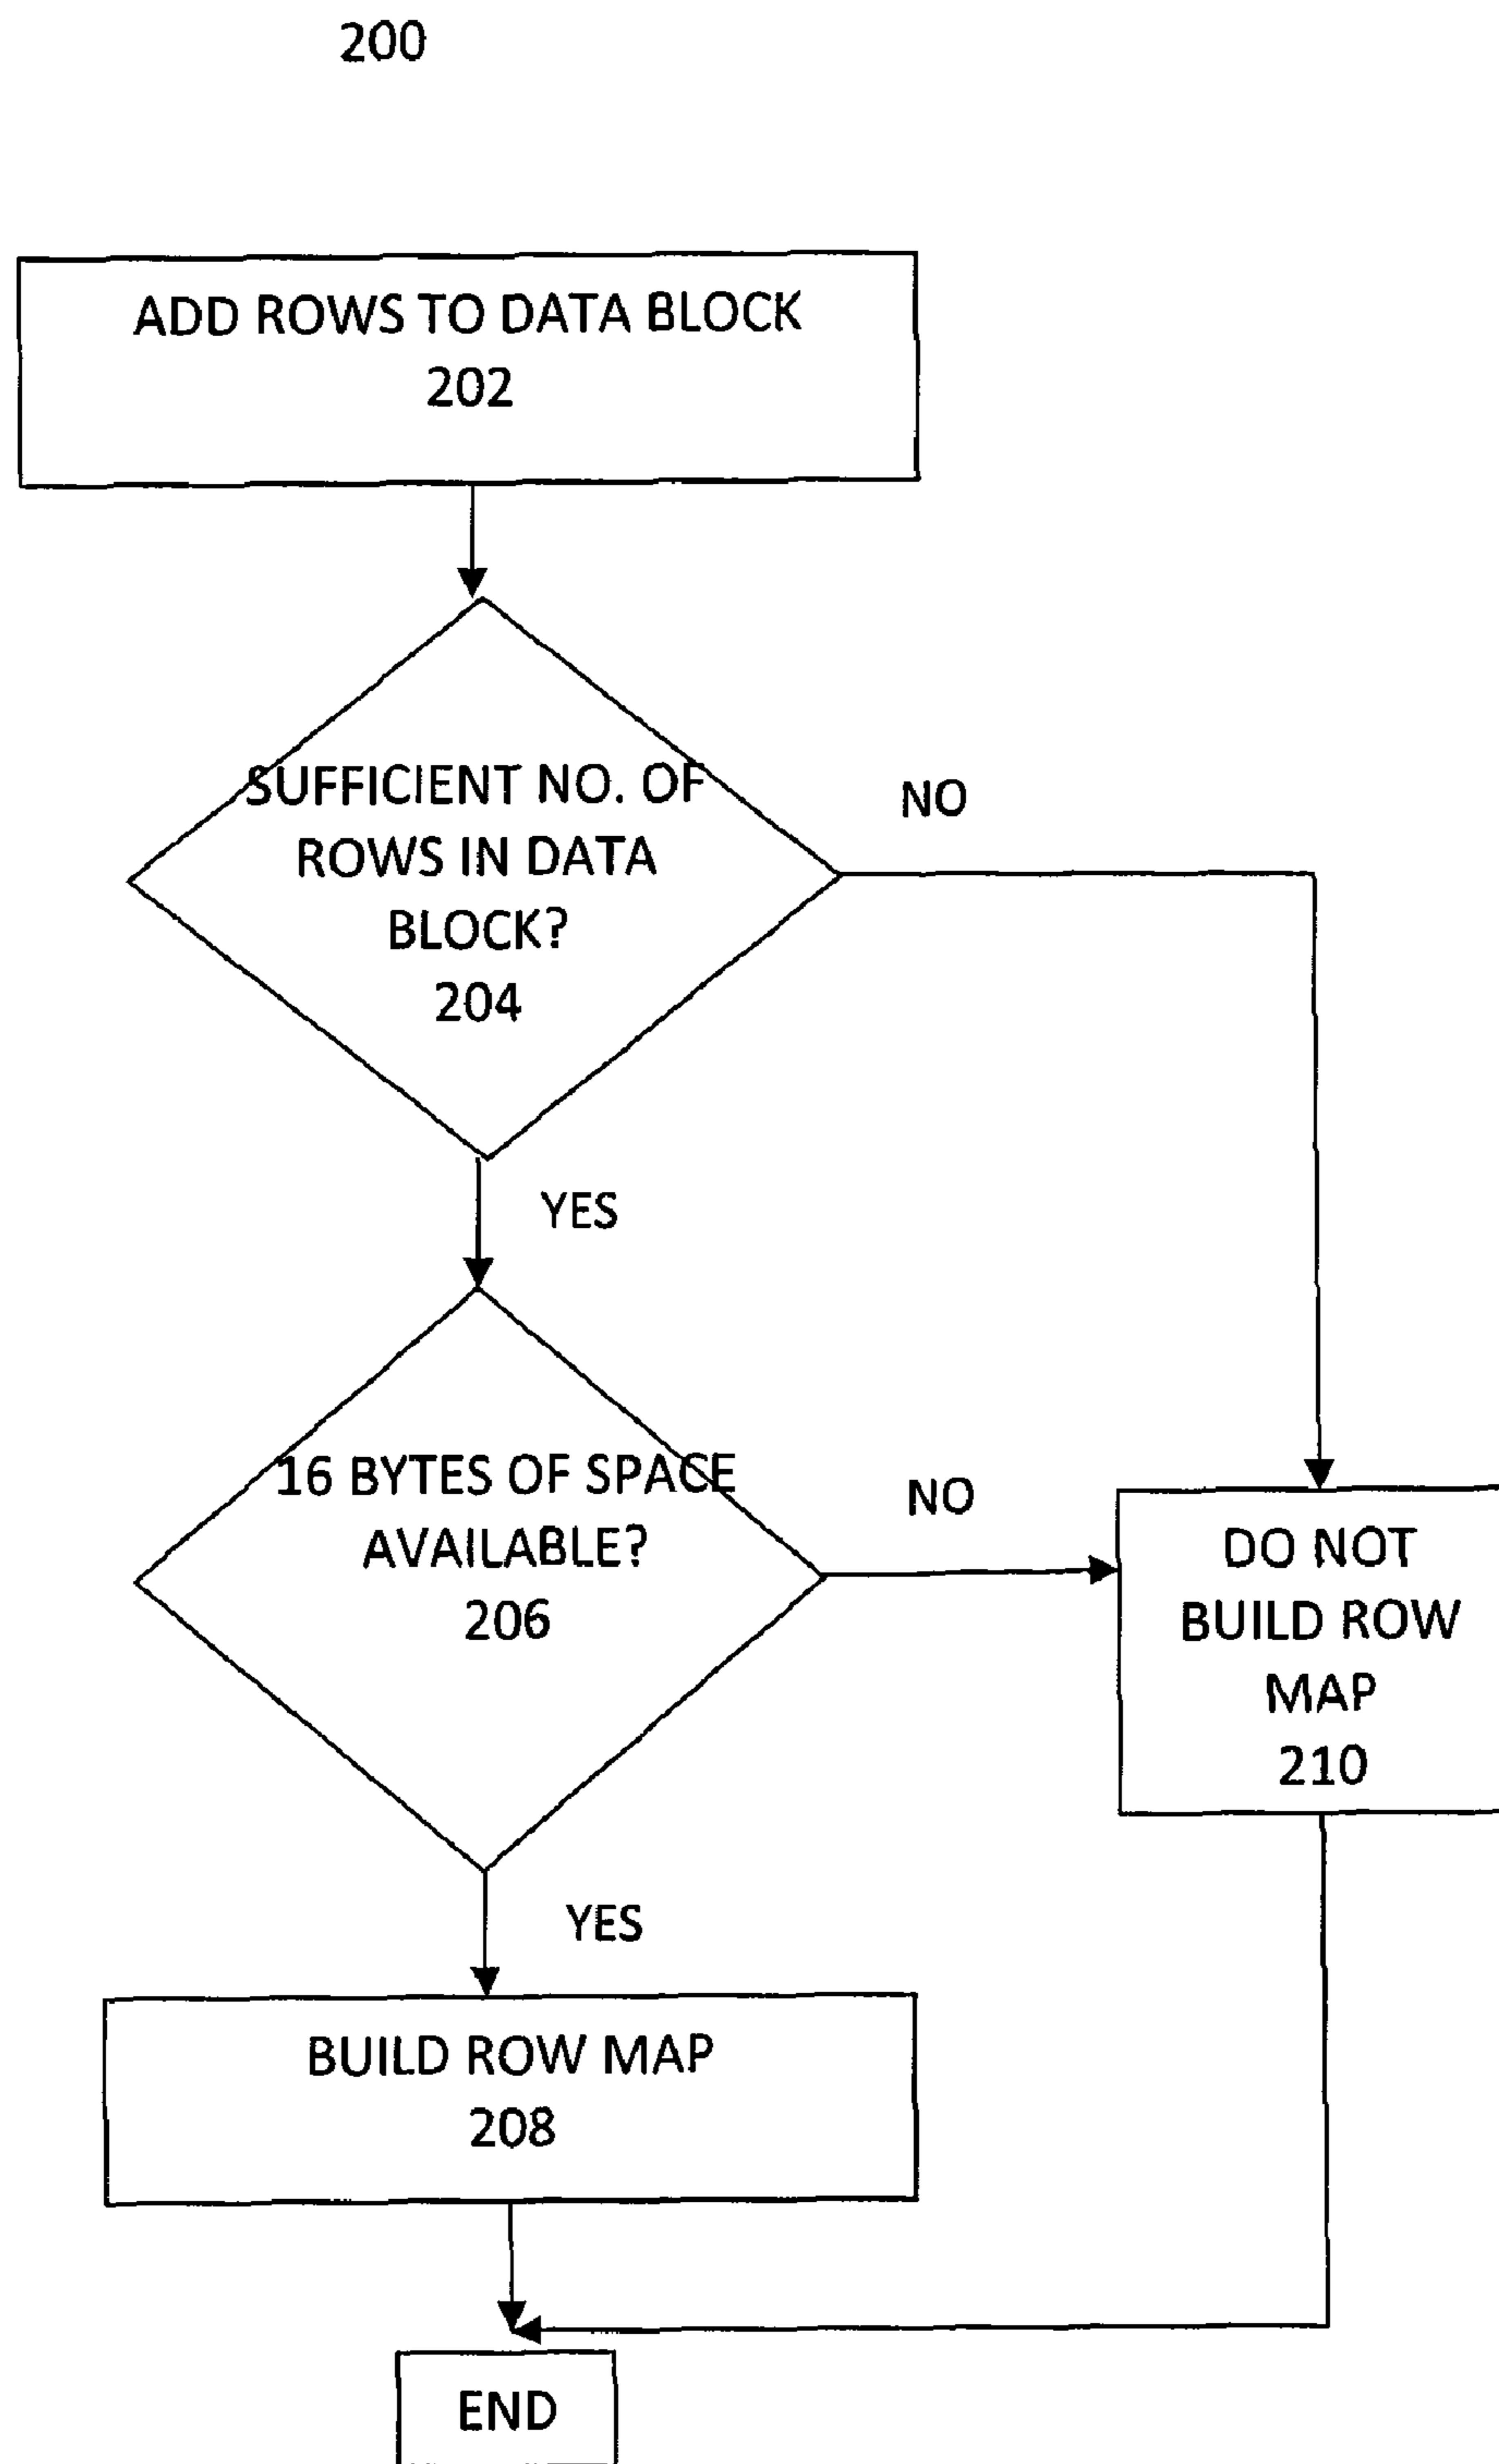 200
ADD ROWS TO DATA BLOCK
202
SUFFICIENT NO. OF
ROWS IN DATA
BLOCK?
204
NO
YES
16 BYTES OF SPACE
AVAILABLE?
206
NO
DO NOT
BUILD ROW
MAP
210
YES
BUILD ROW MAP
208
END